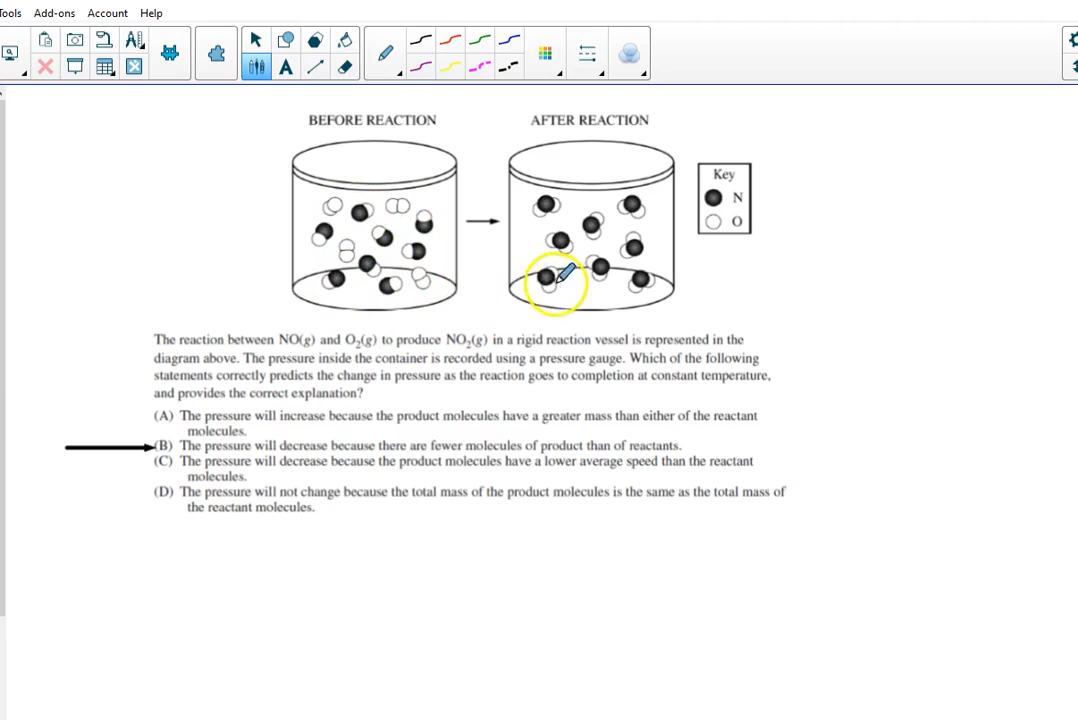 Tools Add-ons Account Help
A
BEFORE REACTION AFTER REACTION
Key
N
O
The reaction between NO(g) and O₂(g) to produce NO₂(g) in a rigid reaction vessel is represented in the
diagram above. The pressure inside the container is recorded using a pressure gauge. Which of the following
statements correctly predicts the change in pressure as the reaction goes to completion at constant temperature,
and provides the correct explanation?
(A) The pressure will increase because the product molecules have a greater mass than either of the reactant
molecules.
(B) The pressure will decrease because there are fewer molecules of product than of reactants.
(C) The pressure will decrease because the product molecules have a lower average speed than the reactant
molecules.
(D) The pressure will not change because the total mass of the product molecules is the same as the total mass of
the reactant molecules.